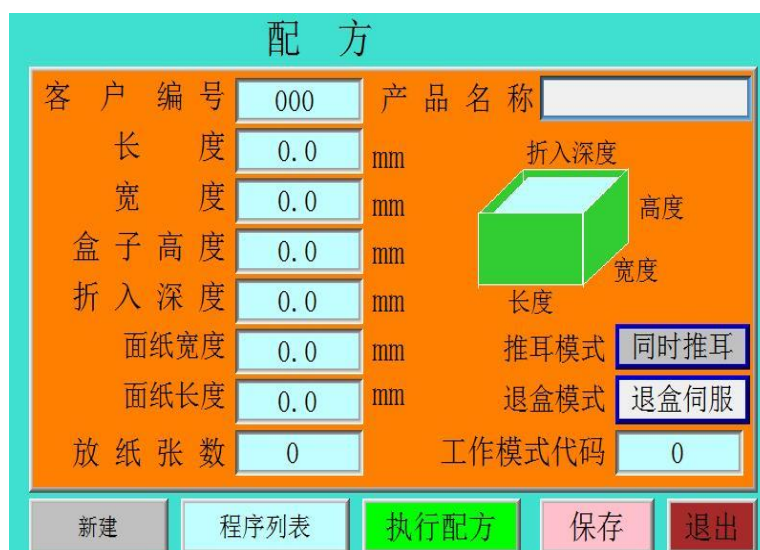 配 方
客 户 编 号 000 产 品 名 称
长 度 0.0 mm 折入深度
宽 度 0.0 mm 高度
盒 子 高 度 0.0 mm 宽度
折 入 深 度 0.0 mm 长度
面纸宽度 0.0 mm 推耳模式 同时推耳
面纸长度 0.0 mm 退盒模式 退盒伺服
放 纸 张 数 0 工作模式代码 0
新建 程序列表 执行配方 保存 退出